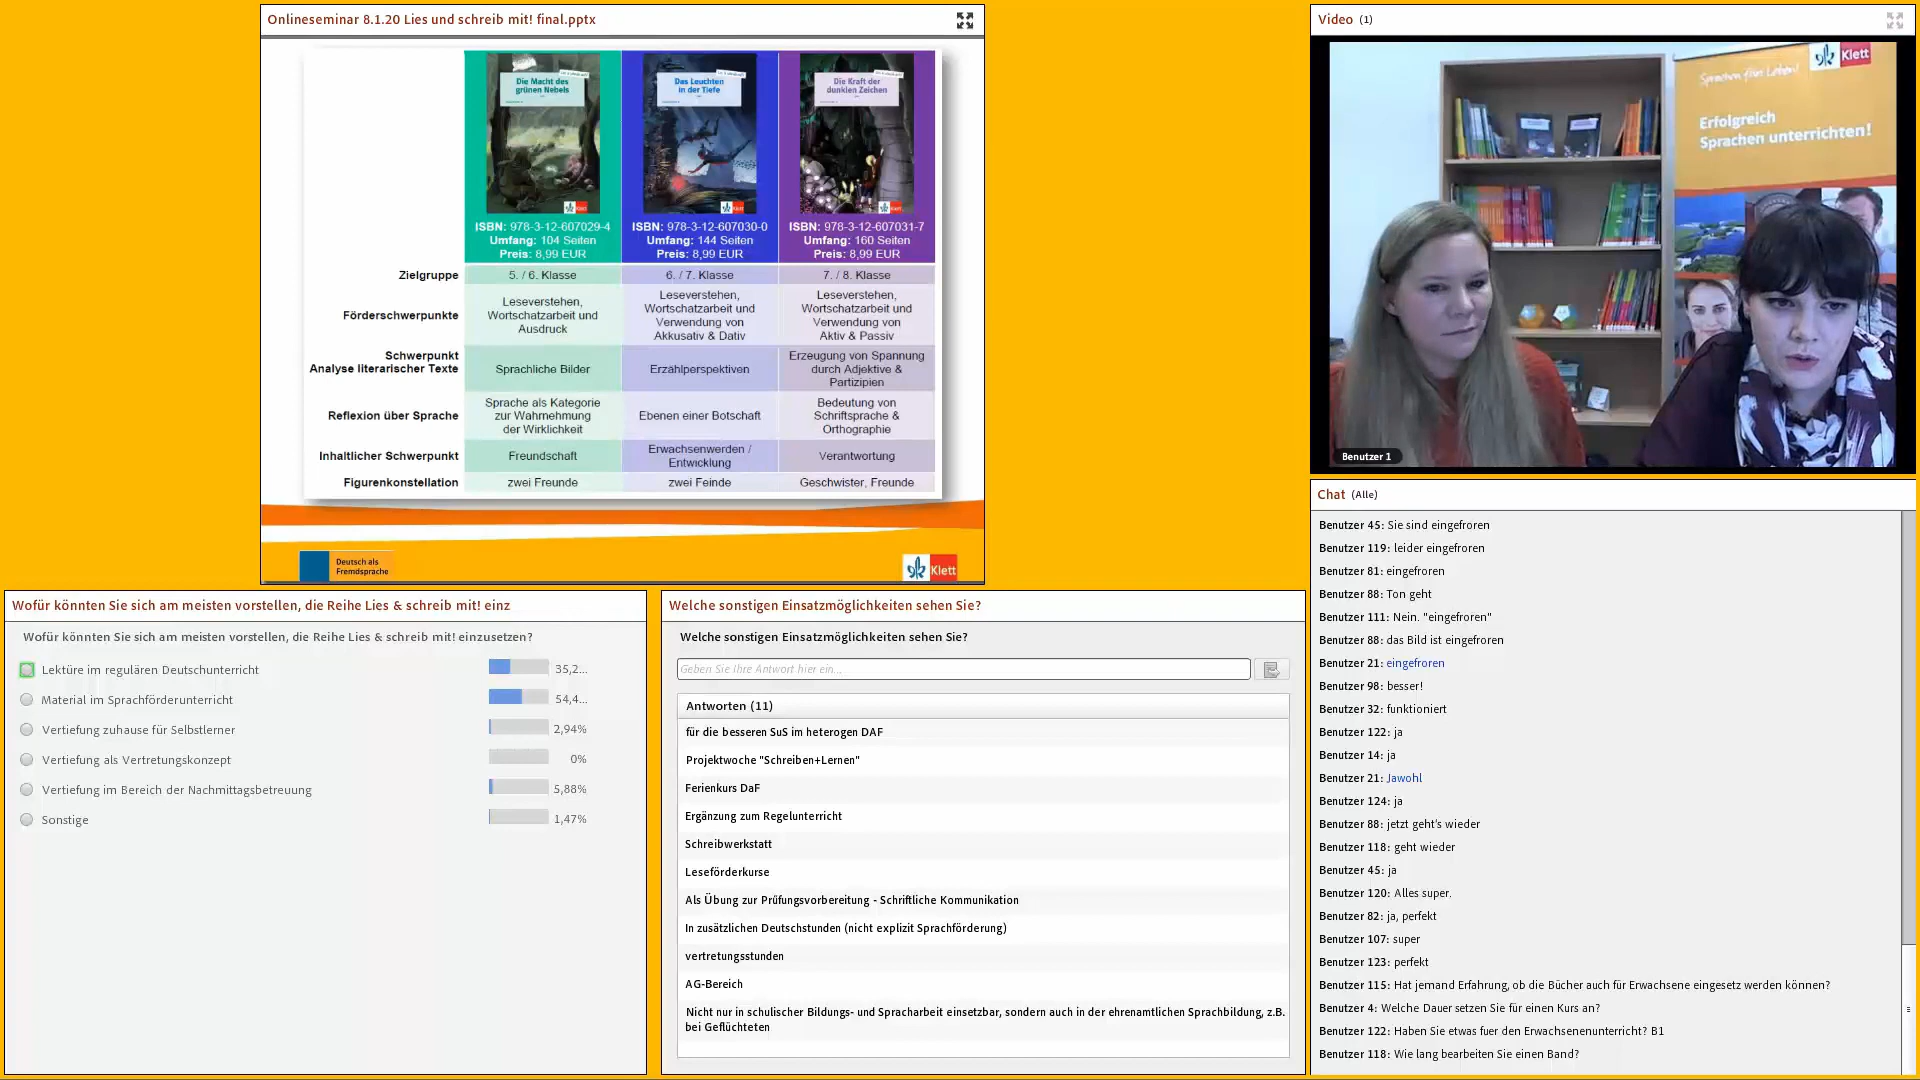 Onlineseminar 8.1.20 Lies und schreib mit! final.pptx
Die Macht des
grünen Nebels
Das Leuchten
in der Tiefe
Die Kraft der
dunklen Zeichen
Klett
Klett
Klett
ISBN: 978-3-12-607029-4
Umfang: 104 Seiten
Preis: 8,99 EUR
ISBN: 978-3-12-607030-0
Umfang: 144 Seiten
Preis: 8,99 EUR
ISBN: 978-3-12-607031-7
Umfang: 160 Seiten
Preis: 8,99 EUR
Zielgruppe
5. / 6. Klasse
6. / 7. Klasse
7. / 8. Klasse
Förderschwerpunkte
Leseverstehen,
Wortschatzarbeit und
Ausdruck
Leseverstehen,
Wortschatzarbeit und
Verwendung von
Akkusativ & Dativ
Leseverstehen,
Wortschatzarbeit und
Verwendung von
Aktiv & Passiv
Schwerpunkt
Analyse literarischer Texte
Sprachliche Bilder
Erzählperspektiven
Erzeugung von Spannung
durch Adjektive &
Partizipien
Reflexion über Sprache
Sprache als Kategorie
zur Wahrnehmung
der Wirklichkeit
Ebenen einer Botschaft
Bedeutung von
Schriftsprache &
Orthographie
Inhaltlicher Schwerpunkt
Freundschaft
Erwachsenwerden /
Entwicklung
Verantwortung
Figurenkonstellation
zwei Freunde
zwei Feinde
Geschwister, Freunde
Deutsch als
Fremdsprache
Klett
Video (1)
Sprachen fürs Leben!
Klett
Erfolgreich
Sprachen unterrichten!
Benutzer 1
Wofür könnten Sie sich am meisten vorstellen, die Reihe Lies & schreib mit! einz
Wofür könnten Sie sich am meisten vorstellen, die Reihe Lies & schreib mit! einzusetzen?
Lektüre im regulären Deutschunterricht 35,2...
Material im Sprachförderunterricht 54,4...
Vertiefung zuhause für Selbstlerner 2,94%
Vertiefung als Vertretungskonzept 0%
Vertiefung im Bereich der Nachmittagsbetreuung 5,88%
Sonstige 1,47%
Welche sonstigen Einsatzmöglichkeiten sehen Sie?
Welche sonstigen Einsatzmöglichkeiten sehen Sie?
Geben Sie Ihre Antwort hier ein...
Antworten (11)
für die besseren SuS im heterogen DAF
Projektwoche "Schreiben+Lernen"
Ferienkurs DaF
Ergänzung zum Regelunterricht
Schreibwerkstatt
Leseförderkurse
Als Übung zur Prüfungsvorbereitung - Schriftliche Kommunikation
In zusätzlichen Deutschstunden (nicht explizit Sprachförderung)
vertretungsstunden
AG-Bereich
Nicht nur in schulischer Bildungs- und Spracharbeit einsetzbar, sondern auch in der ehrenamtlichen Sprachbildung, z.B.
bei Geflüchteten
Chat (Alle)
Benutzer 45: Sie sind eingefroren
Benutzer 119: leider eingefroren
Benutzer 81: eingefroren
Benutzer 88: Ton geht
Benutzer 111: Nein. "eingefroren"
Benutzer 88: das Bild ist eingefroren
Benutzer 21: eingefroren
Benutzer 98: besser!
Benutzer 32: funktioniert
Benutzer 122: ja
Benutzer 14: ja
Benutzer 21: Jawohl
Benutzer 124: ja
Benutzer 88: jetzt geht's wieder
Benutzer 118: geht wieder
Benutzer 45: ja
Benutzer 120: Alles super.
Benutzer 82: ja, perfekt
Benutzer 107: super
Benutzer 123: perfekt
Benutzer 115: Hat jemand Erfahrung, ob die Bücher auch für Erwachsene eingesetz werden können?
Benutzer 4: Welche Dauer setzen Sie für einen Kurs an?
Benutzer 122: Haben Sie etwas fuer den Erwachsenenunterricht? B1
Benutzer 118: Wie lang bearbeiten Sie einen Band?